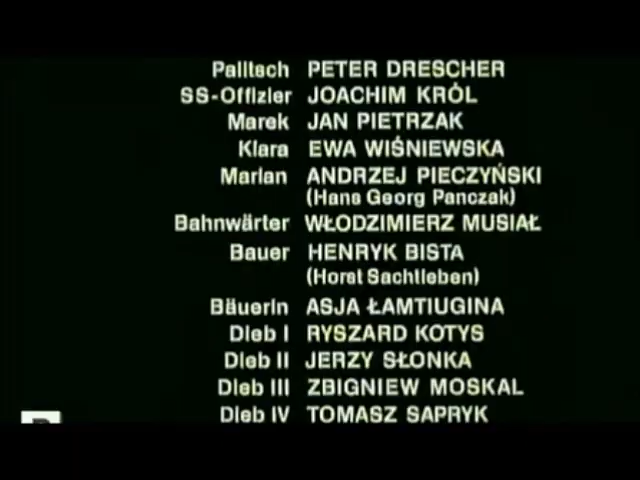 Palitsch PETER DRESCHER
SS-Offizier JOACHIM KRÓL
Marek JAN PIETRZAK
Klara EWA WIŚNIEWSKA
Marian ANDRZEJ PIECZYŃSKI
(Hans Georg Panczak)
Bahnwärter WŁODZIMIERZ MUSIAŁ
Bauer HENRYK BISTA
(Horst Sachtleben)
Bäuerin ASJA ŁAMTIUGINA
Dieb I RYSZARD KOTYS
Dieb II JERZY SŁONKA
Dieb III ZBIGNIEW MOSKAL
Dieb IV TOMASZ SAPRYK